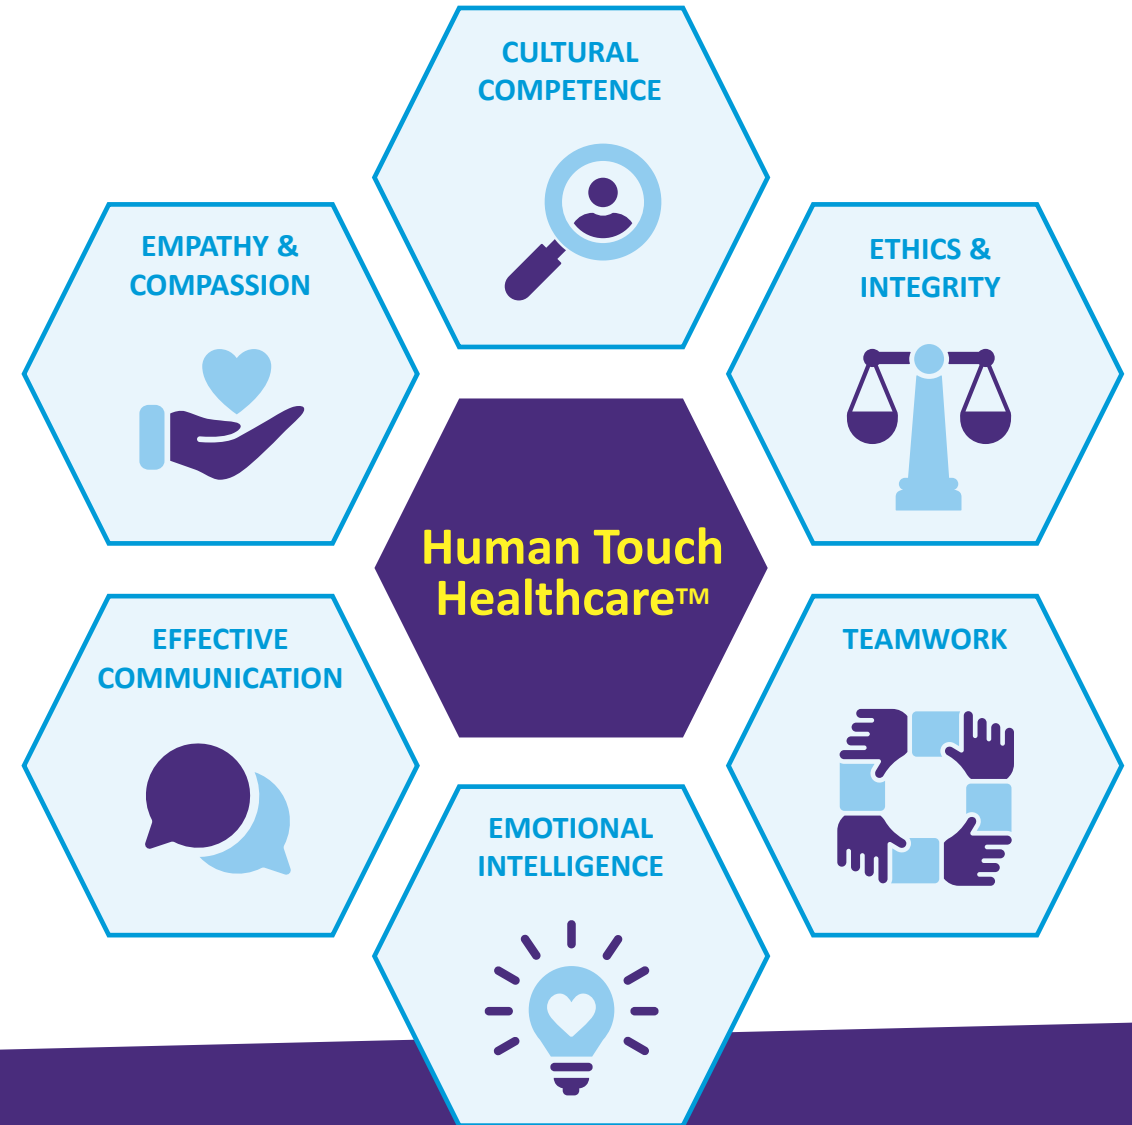 CULTURAL
COMPETENCE
EMPATHY &
COMPASSION
ETHICS &
INTEGRITY
Human Touch
Healthcare™
EFFECTIVE
COMMUNICATION
TEAMWORK
EMOTIONAL
INTELLIGENCE